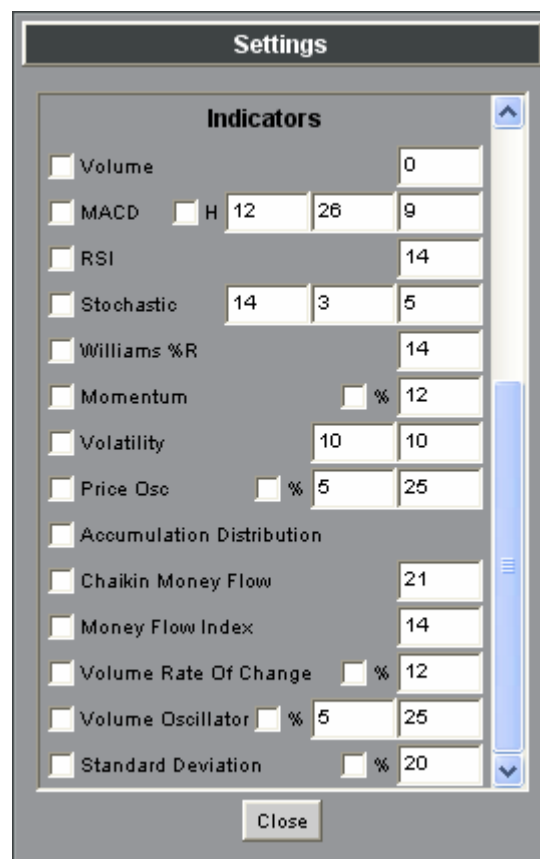 Settings
Indicators
Volume 0
MACD H 12 26 9
RSI 14
Stochastic 14 3 5
Williams %R 14
Momentum % 12
Volatility 10 10
Price Osc % 5 25
Accumulation Distribution
Chaikin Money Flow 21
Money Flow Index 14
Volume Rate Of Change % 12
Volume Oscillator % 5 25
Standard Deviation % 20
Close